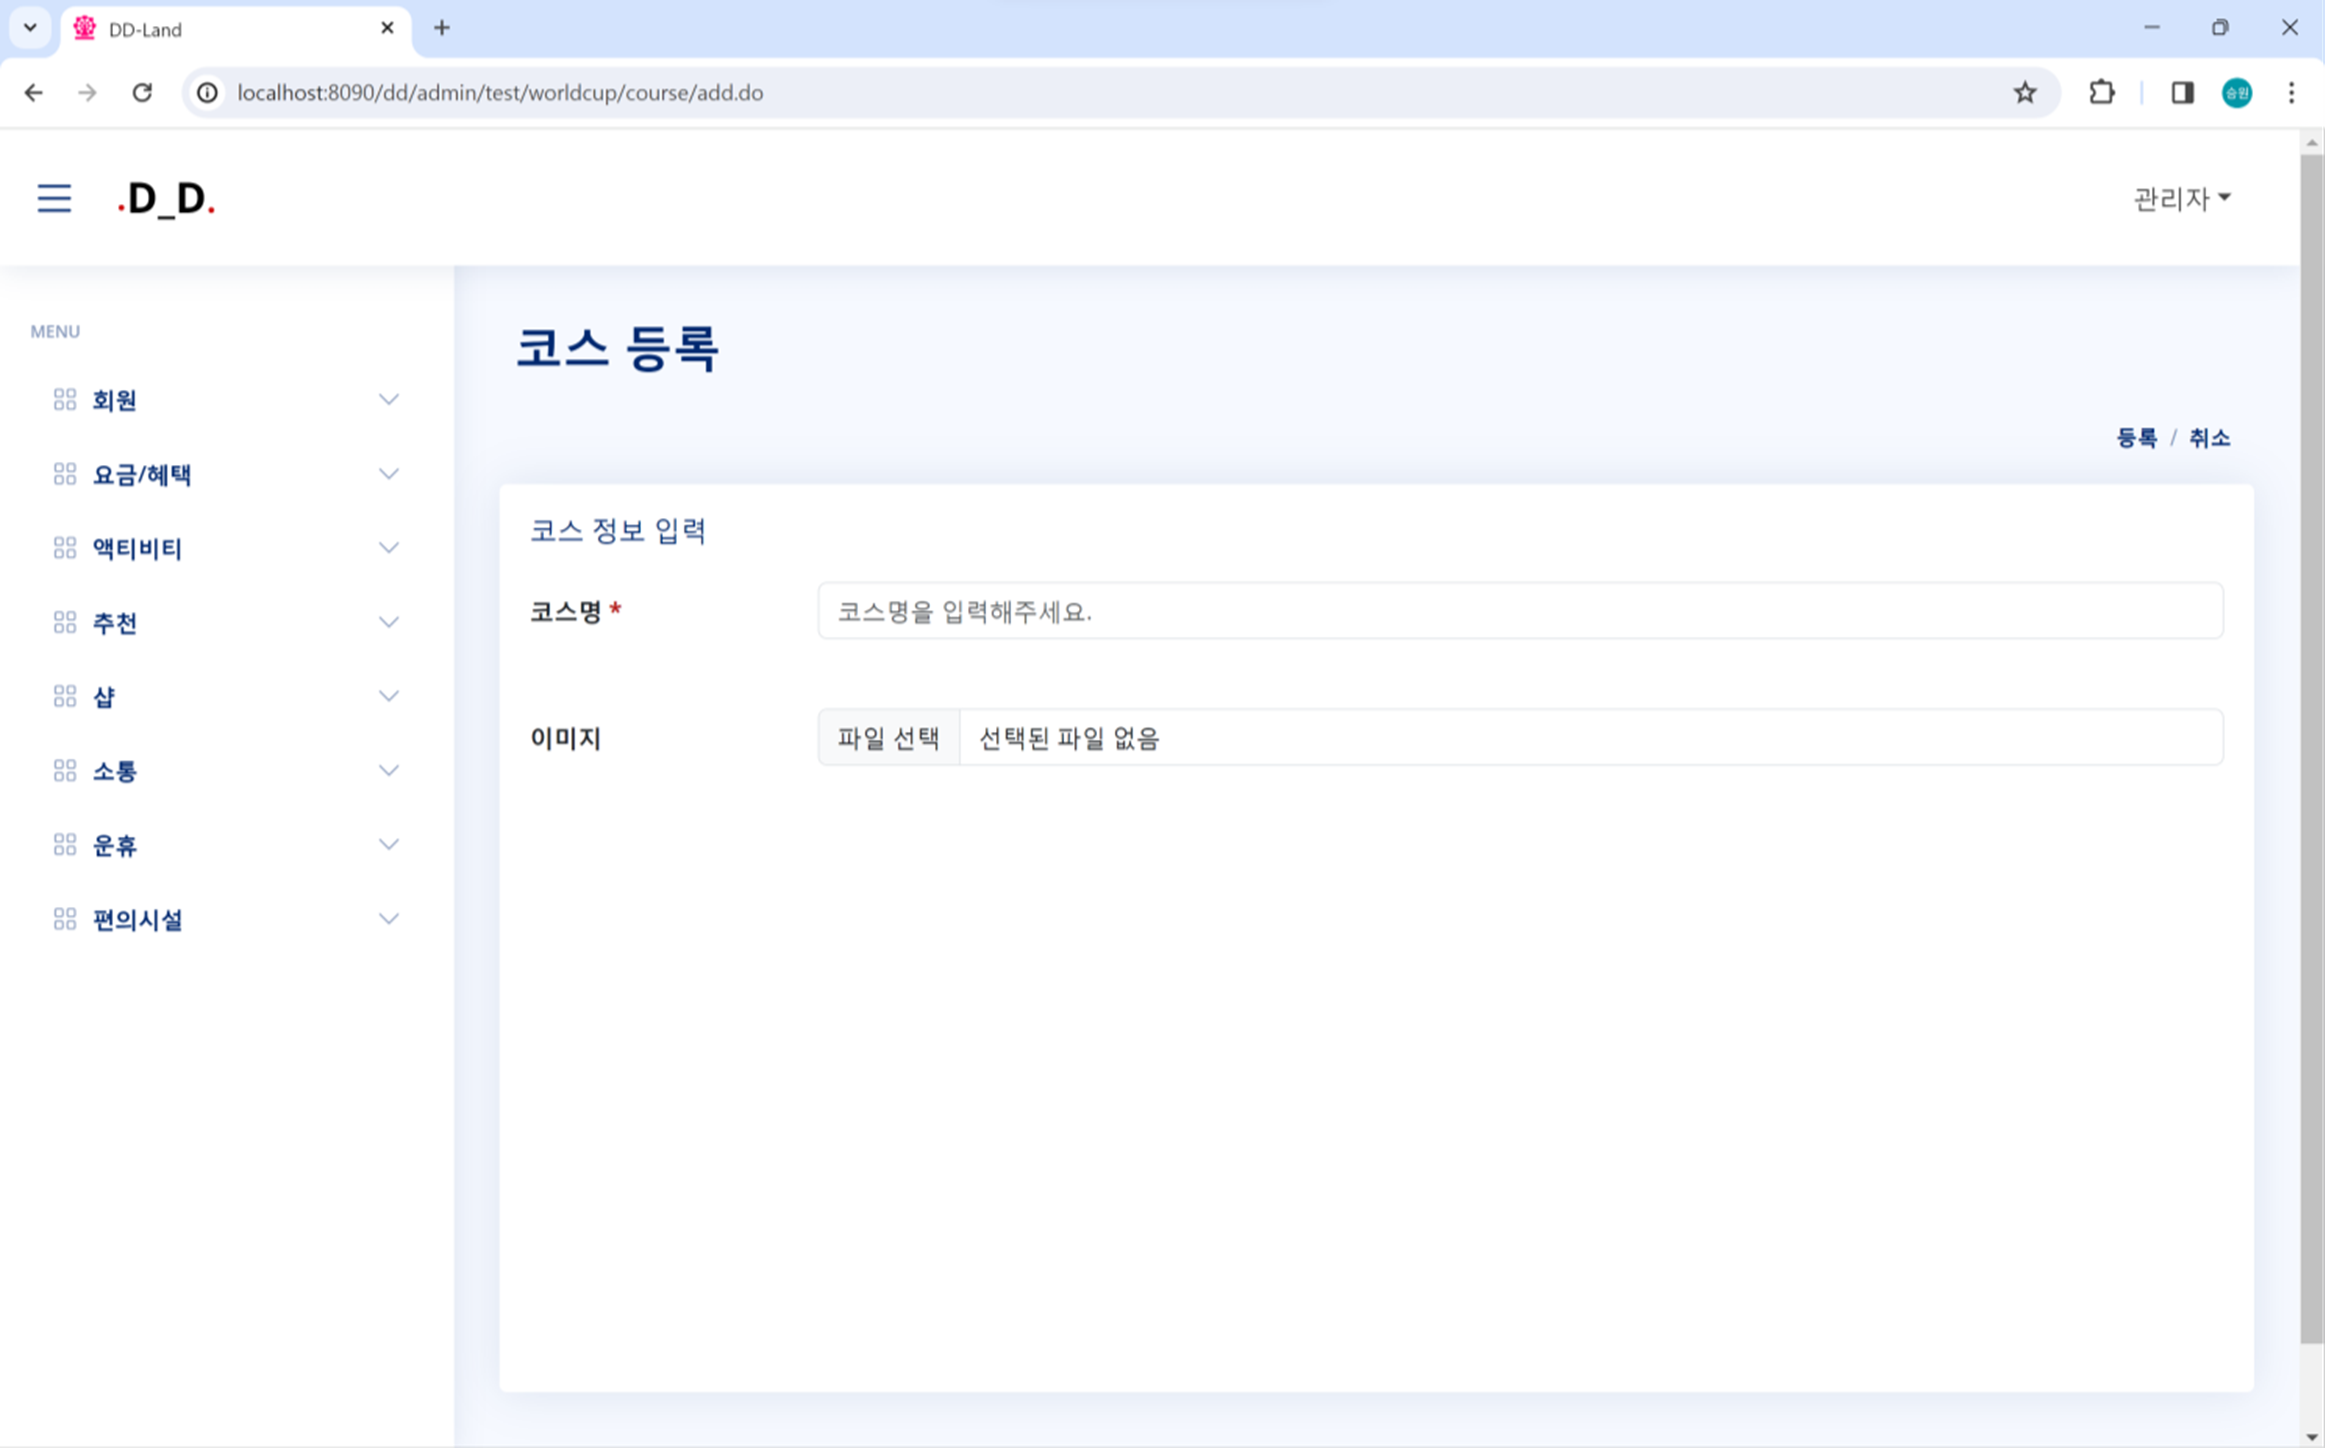 DD-Land
localhost:8090/dd/admin/test/worldcup/course/add.do
승원
.D_D.
관리자
MENU
회원
요금/혜택
액티비티
추천
샵
소통
운휴
편의시설
코스 등록
등록 / 취소
코스 정보 입력
코스명 *
코스명을 입력해주세요.
이미지
파일 선택 선택된 파일 없음